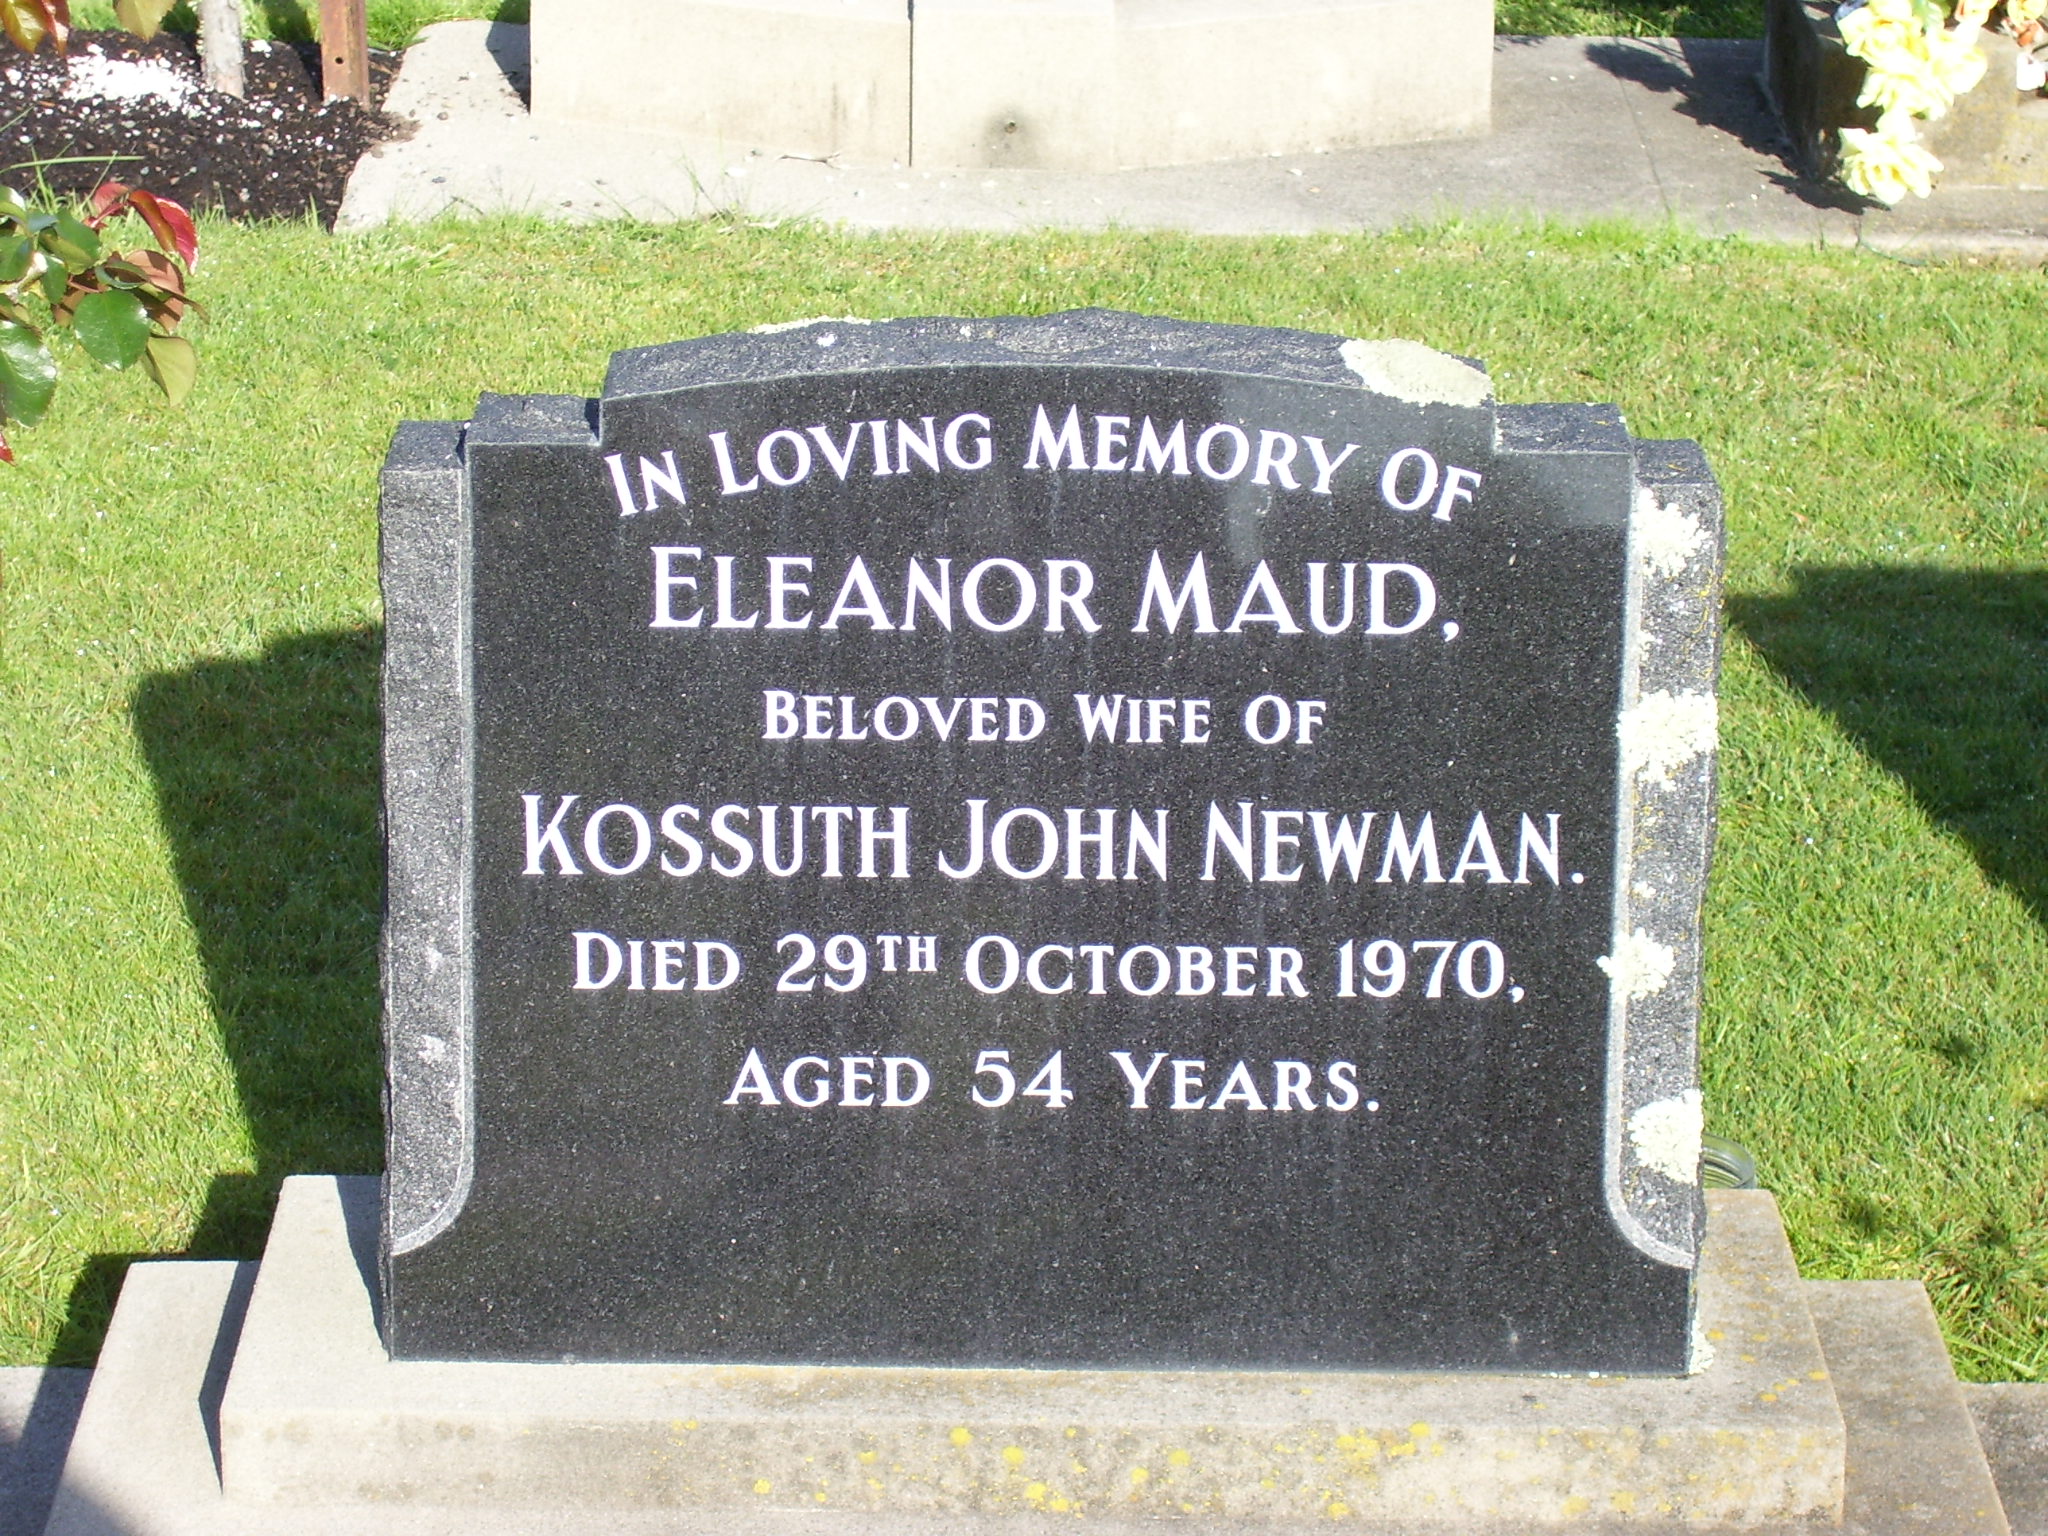 In Loving Memory Of
Eleanor Maud,
Beloved Wife Of
Kossuth John Newman.
Died 29th October 1970,
Aged 54 Years.